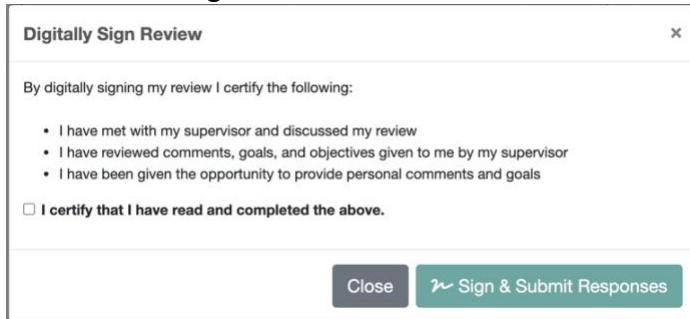 Digitally Sign Review ×
By digitally signing my review I certify the following:
• I have met with my supervisor and discussed my review
• I have reviewed comments, goals, and objectives given to me by my supervisor
• I have been given the opportunity to provide personal comments and goals
I certify that I have read and completed the above.
Close Sign & Submit Responses